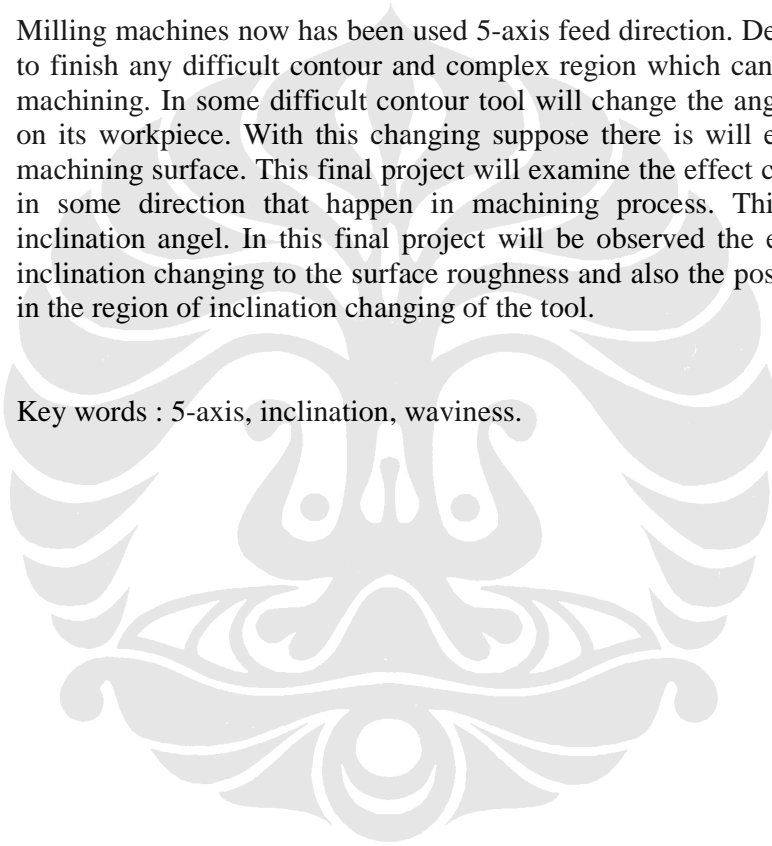 Milling machines now has been used 5-axis feed direction. De
to finish any difficult contour and complex region which can
machining. In some difficult contour tool will change the ang
on its workpiece. With this changing suppose there is will e
machining surface. This final project will examine the effect c
in some direction that happen in machining process. Thi
inclination angel. In this final project will be observed the e
inclination changing to the surface roughness and also the pos
in the region of inclination changing of the tool.
Key words : 5-axis, inclination, waviness.